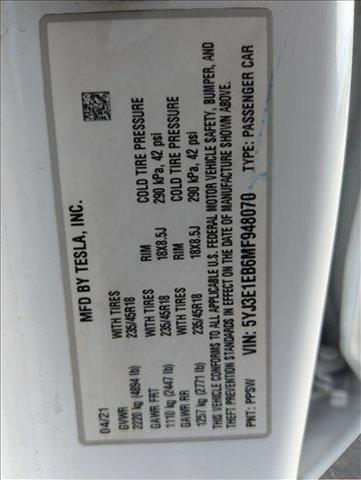 MFD BY TESLA, INC.
04/21
GVWR
2220 kg (4894 lb)
GAWR FRT WITH TIRES RIM COLD TIRE PRESSURE
1110 kg (2447 lb) 235/45R18 18X8.5J 290 kPa, 42 psi
GAWR RR WITH TIRES RIM COLD TIRE PRESSURE
1257 kg (2771 lb) 235/45R18 18X8.5J 290 kPa, 42 psi
THIS VEHICLE CONFORMS TO ALL APPLICABLE U.S. FEDERAL MOTOR VEHICLE SAFETY, BUMPER, AND
THEFT PREVENTION STANDARDS IN EFFECT ON THE DATE OF MANUFACTURE SHOWN ABOVE.
PNT: PPSW VIN: 5YJ3E1EB6MF948070 TYPE: PASSENGER CAR